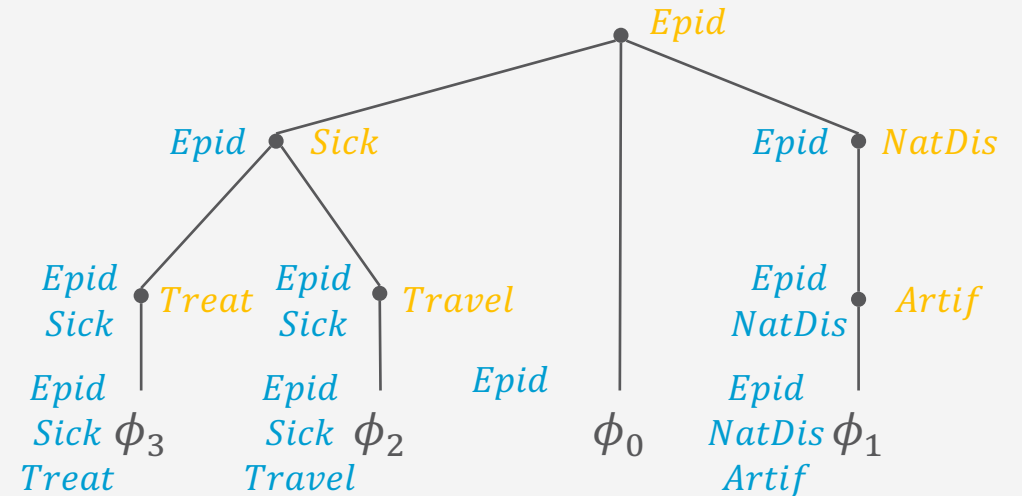 Epid
Epid Sick Epid NatDis
Epid Epid Epid
Sick Treat Sick Travel NatDis Artif
Epid Epid Epid Epid
Sick ϕ3 Sick ϕ2 ϕ0 NatDis ϕ1
Treat Travel Artif